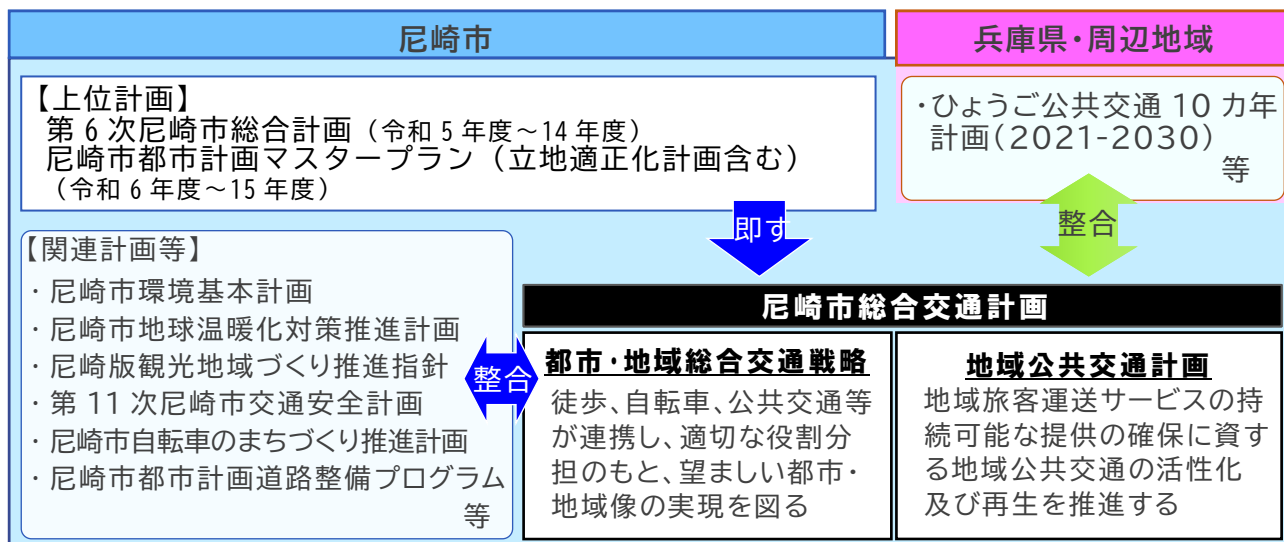 尼崎市
【上位計画】
第6次尼崎市総合計画（令和5年度～14年度）
尼崎市都市計画マスタープラン（立地適正化計画含む）
（令和6年度～15年度）
兵庫県・周辺地域
・ひょうご公共交通 10 カ年
計画(2021-2030)
等
即す
整合
【関連計画等】
・尼崎市環境基本計画
・尼崎市地球温暖化対策推進計画
・尼崎版観光地域づくり推進指針
・第 11 次尼崎市交通安全計画
・尼崎市自転車のまちづくり推進計画
・尼崎市都市計画道路整備プログラム
等
整合
尼崎市総合交通計画
都市・地域総合交通戦略
徒歩、自転車、公共交通等
が連携し、適切な役割分
担のもと、望ましい都市・
地域像の実現を図る
地域公共交通計画
地域旅客運送サービスの持
続可能な提供の確保に資す
る地域公共交通の活性化
及び再生を推進する